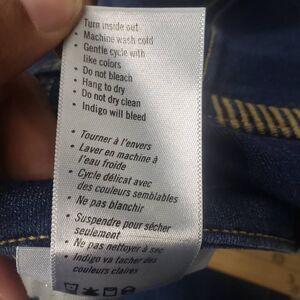 • Turn inside out
• Machine wash cold
• Gentle cycle with
like colors
• Do not bleach
• Hang to dry
• Do not dry clean
• Indigo will bleed
• Tourner à l'envers
• Laver en machine à
l'eau froide
• Cycle délicat avec
des couleurs semblables
• Ne pas blanchir
• Suspendre pour sécher
seulement
• Ne pas nettoyer à sec
• Indigo va tacher des
couleurs claires